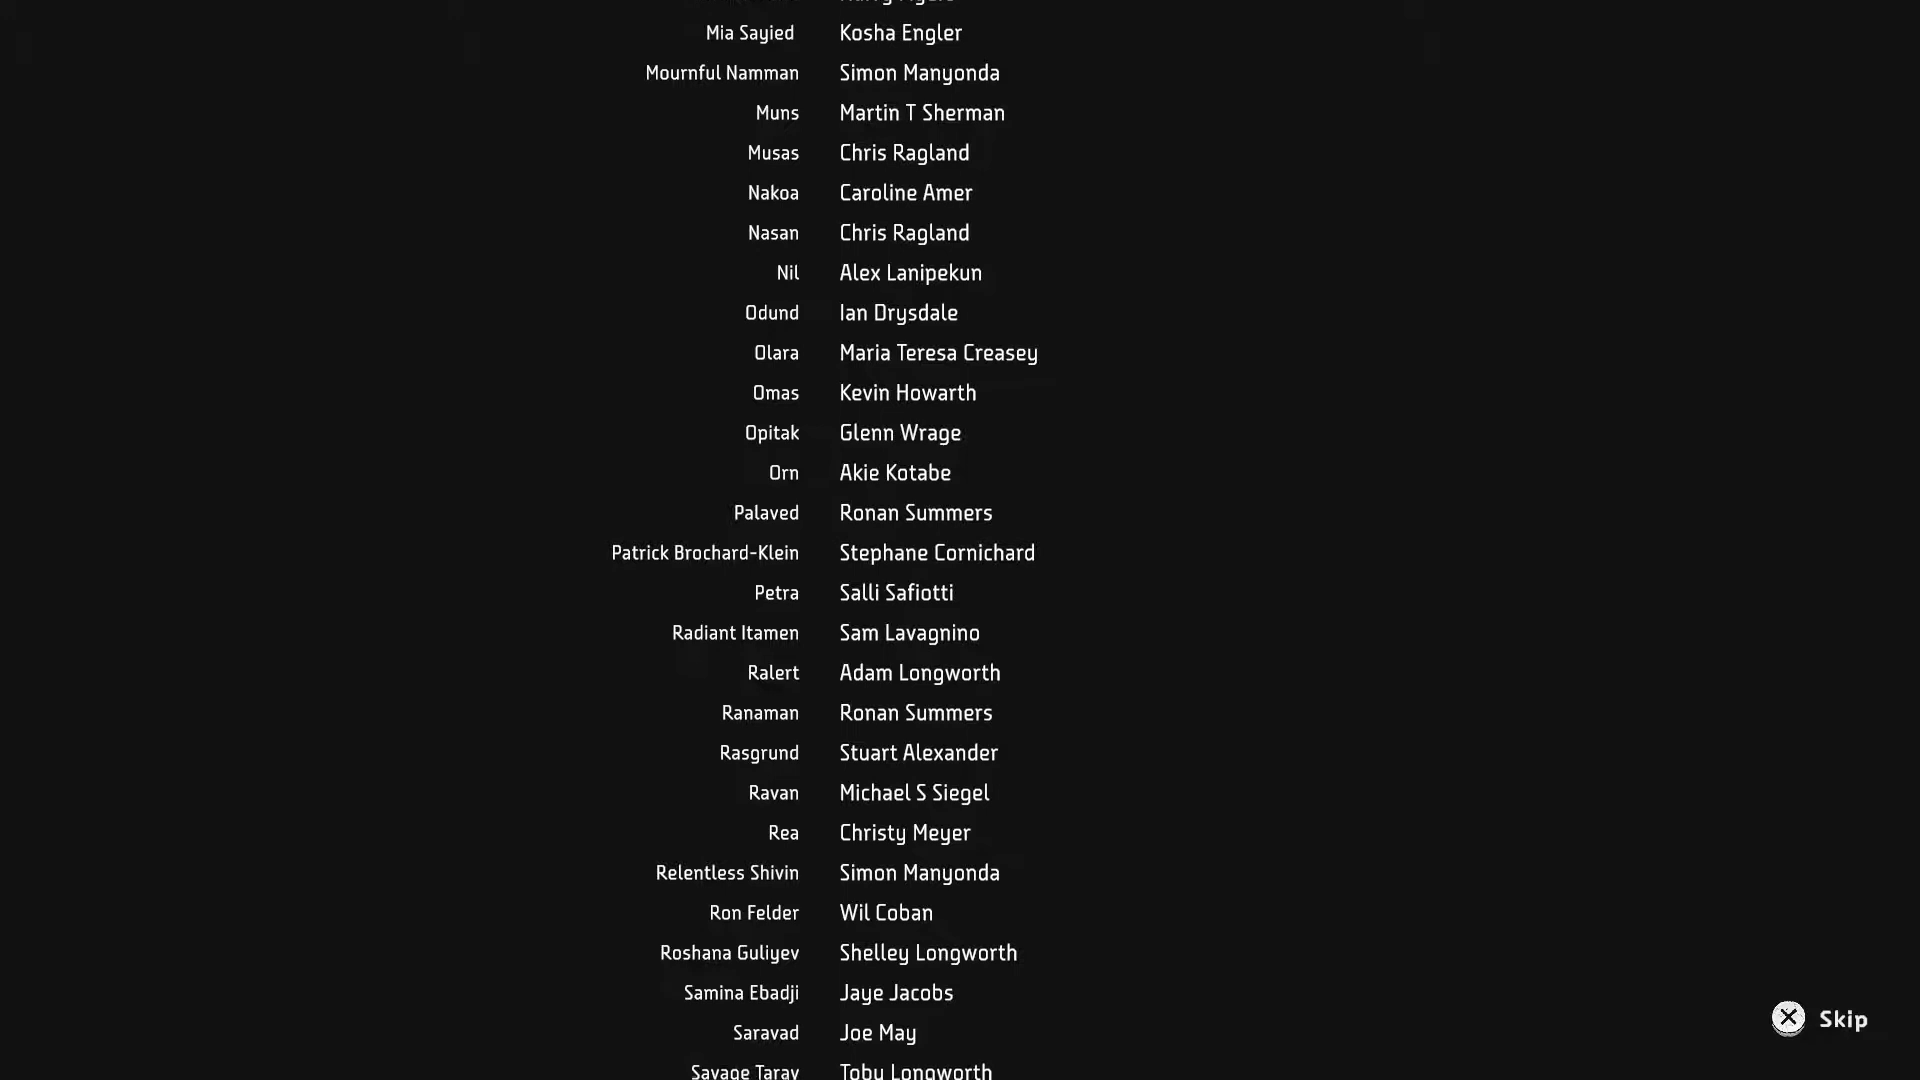 Mia Sayied Kosha Engler
Mournful Namman Simon Manyonda
Muns Martin T Sherman
Musas Chris Ragland
Nakoa Caroline Amer
Nasan Chris Ragland
Nil Alex Lanipekun
Odund Ian Drysdale
Olara Maria Teresa Creasey
Omas Kevin Howarth
Opitak Glenn Wrage
Orn Akie Kotabe
Palaved Ronan Summers
Patrick Brochard-Klein Stephane Cornichard
Petra Salli Safiotti
Radiant Itamen Sam Lavagnino
Ralert Adam Longworth
Ranaman Ronan Summers
Rasgrund Stuart Alexander
Ravan Michael S Siegel
Rea Christy Meyer
Relentless Shivin Simon Manyonda
Ron Felder Wil Coban
Roshana Guliyev Shelley Longworth
Samina Ebadji Jaye Jacobs
Saravad Joe May
Savage Tarav Toby Longworth
Skip